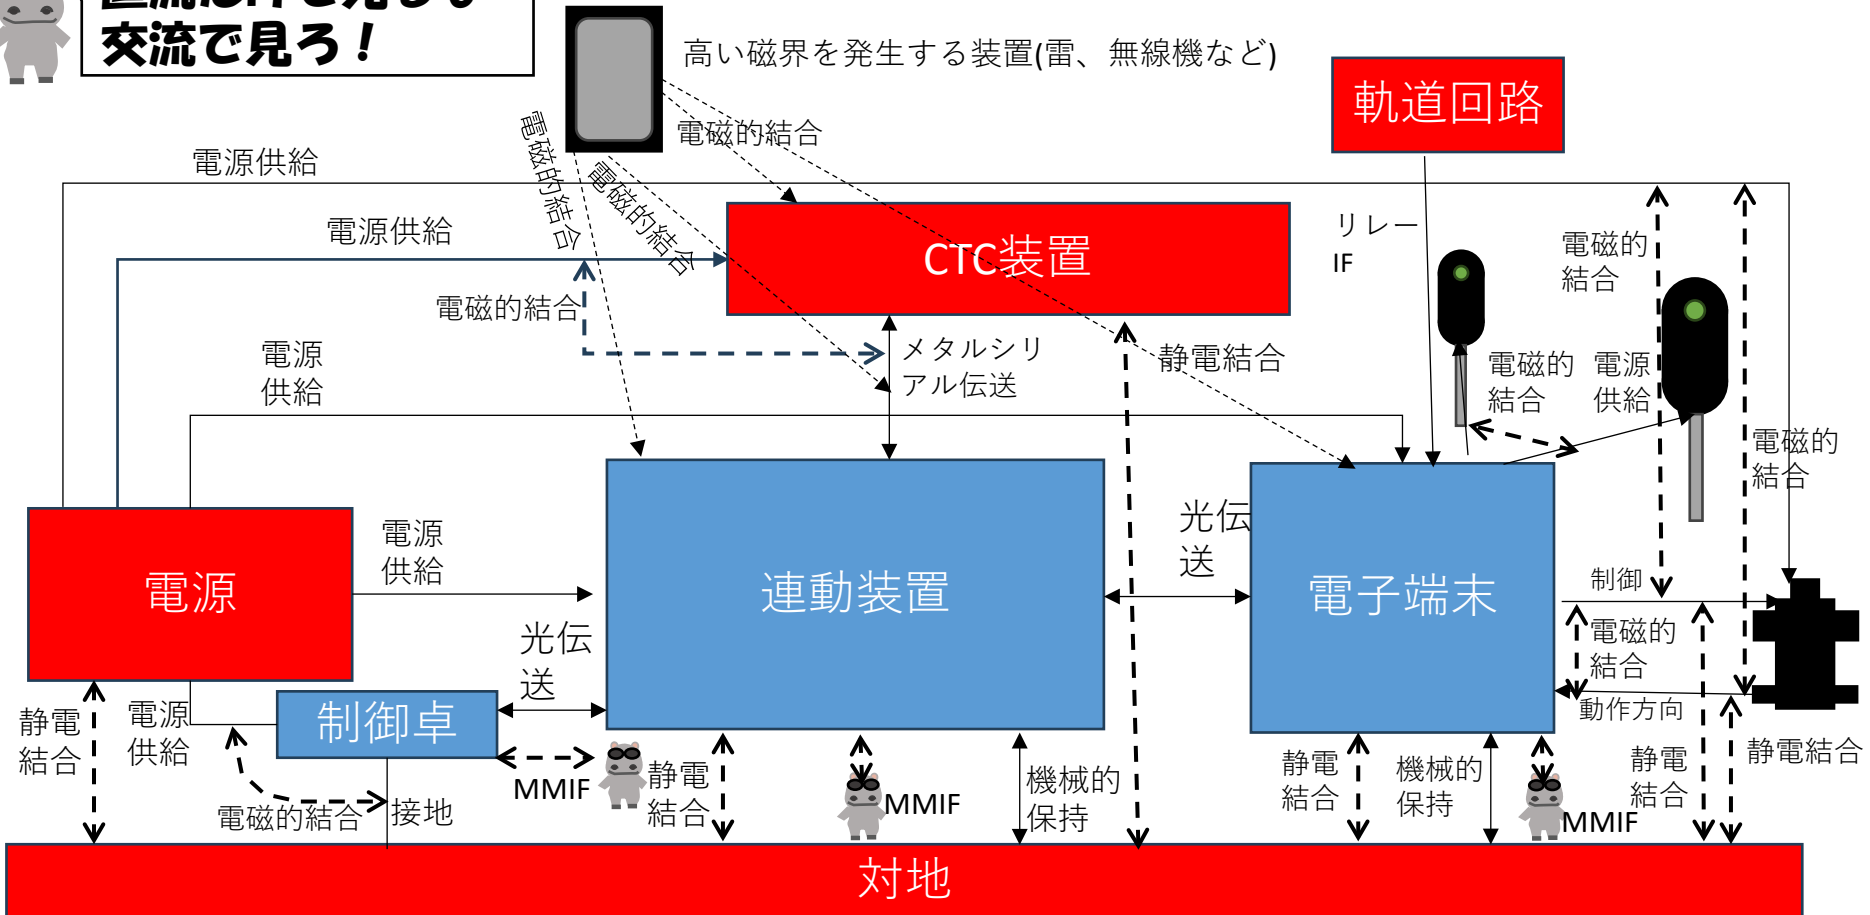 交流で見ろ！
高い磁界を発生する装置(雷、無線機など)
軌道回路
電磁的結合
電磁的結合
電磁的結合
電源供給
電源供給
CTC装置
リレー
IF
電磁的
結合
電磁的結合
電源
供給
メタルシリ
アル伝送
静電結合
電磁的
結合
電源
供給
電磁的
結合
電源
電源
供給
連動装置
光伝
送
電子端末
制御
電磁的
結合
動作方向
光伝
送
制御卓
静電
結合
電源
供給
電磁的結合
接地
MMIF
静電
結合
MMIF
機械的
保持
静電
結合
機械的
保持
MMIF
静電
結合
静電結合
対地